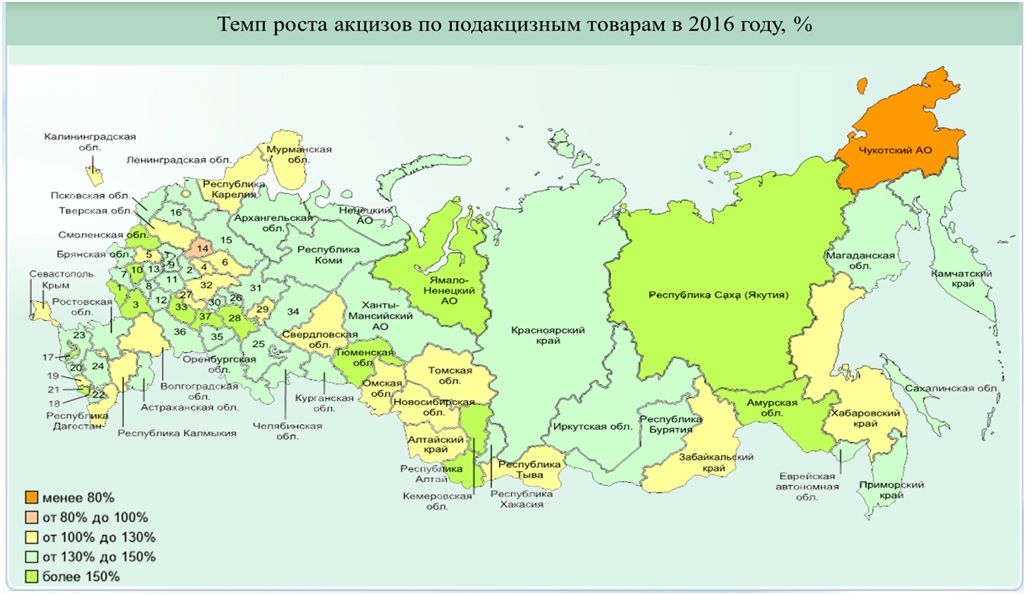 Темп роста акцизов по подакцизным товарам в 2016 году, %
Калининградская
обл.
Мурманская
обл.
Ленинградская обл.
Республика
Карелия
Псковская обл.
Тверская обл.
16
Архангельская
обл.
Ненецкий
АО
Чукотский АО
Смоленская обл.
14
15
Республика
Коми
Магаданская
обл.
Брянская обл.
5
6
Севастополь
Крым
7
10
13
9
2
4
11
32
Ямало-
Ненецкий
АО
Республика Саха (Якутия)
Камчатский
край
Ростовская
обл.
1
8
3
12
27
30
26
31
33
37
28
29
34
Ханты-
Мансийский
АО
Красноярский
край
23
36
35
25
Свердловская
обл.
17
20
24
Оренбургская
обл.
Тюменская
обл.
Томская
обл.
19
21
18
22
Волгоградская
обл.
Астраханская обл.
Курганская
обл.
Омская
обл.
Новосибирская
обл.
Сахалинская обл.
Амурская
обл.
Хабаровский
край
Республика
Дагестан
Республика Калмыкия
Челябинская
обл.
Алтайский
край
Иркутская обл.
Республика
Бурятия
Забайкальский
край
Республика
Алтай
Республика
Тыва
Кемеровская
обл.
Республика
Хакасия
Еврейская
автономная
обл.
Приморский
край
менее 80%
от 80% до 100%
от 100% до 130%
от 130% до 150%
более 150%